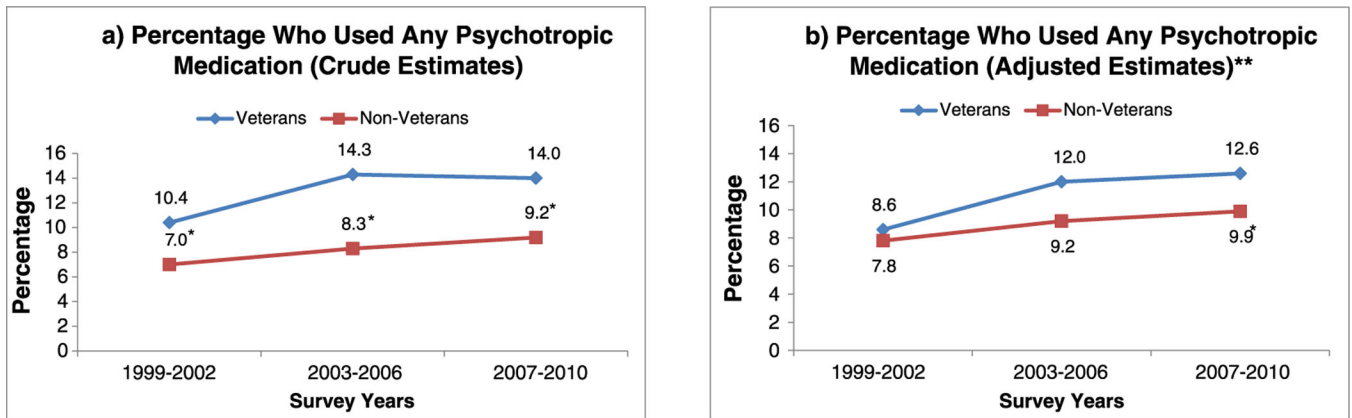 a) Percentage Who Used Any Psychotropic
Medication (Crude Estimates)
Veterans Non-Veterans
Percentage
16
14
12
10
8
6
4
2
0
10.4
14.3
14.0
7.0*
8.3*
9.2*
1999-2002 2003-2006 2007-2010
Survey Years
b) Percentage Who Used Any Psychotropic
Medication (Adjusted Estimates)**
Veterans Non-Veterans
Percentage
16
14
12
10
8
6
4
2
0
8.6
12.0
12.6
7.8
9.2
9.9*
1999-2002 2003-2006 2007-2010
Survey Years